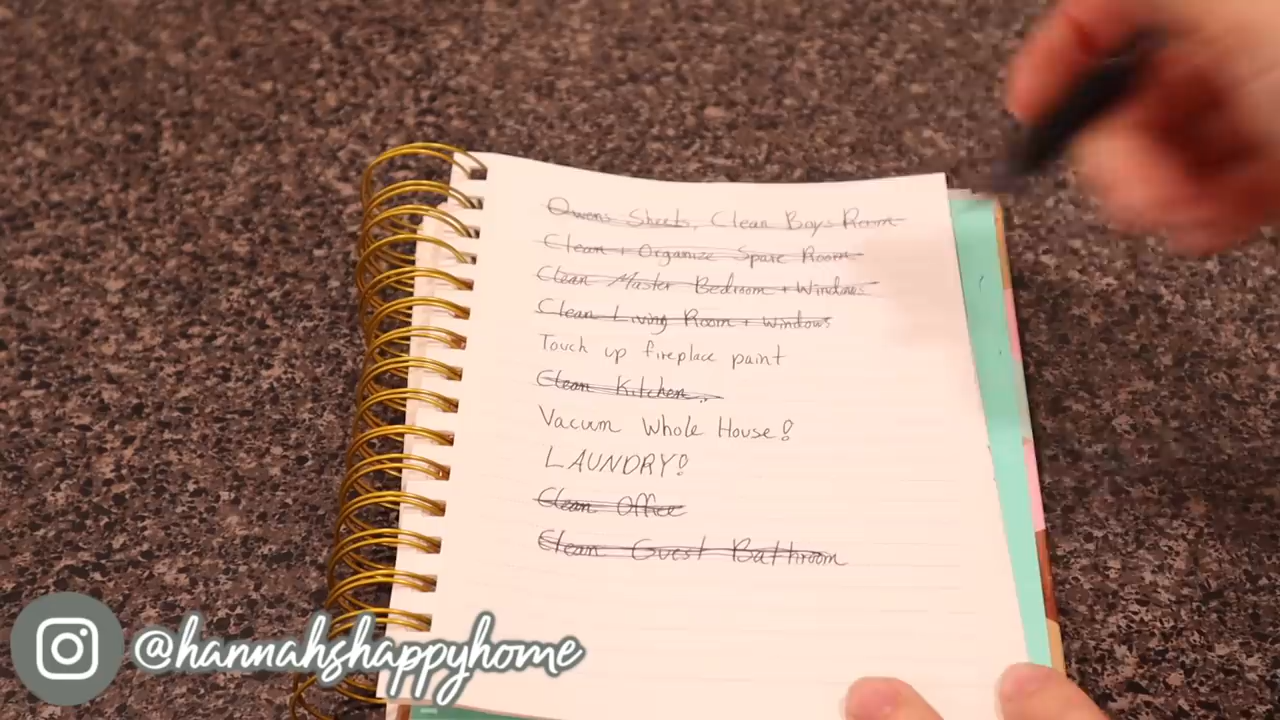 Owens Sheets, Clean Boys Room
Clean + Organize Spare Room
Clean Master Bedroom + Windows
Clean Living Room + windows
Touch up fireplace paint
Clean Kitchen
Vacuum Whole House!
LAUNDRY!
Clean Office
Clean Guest Bathroom
@hannahshappyhome